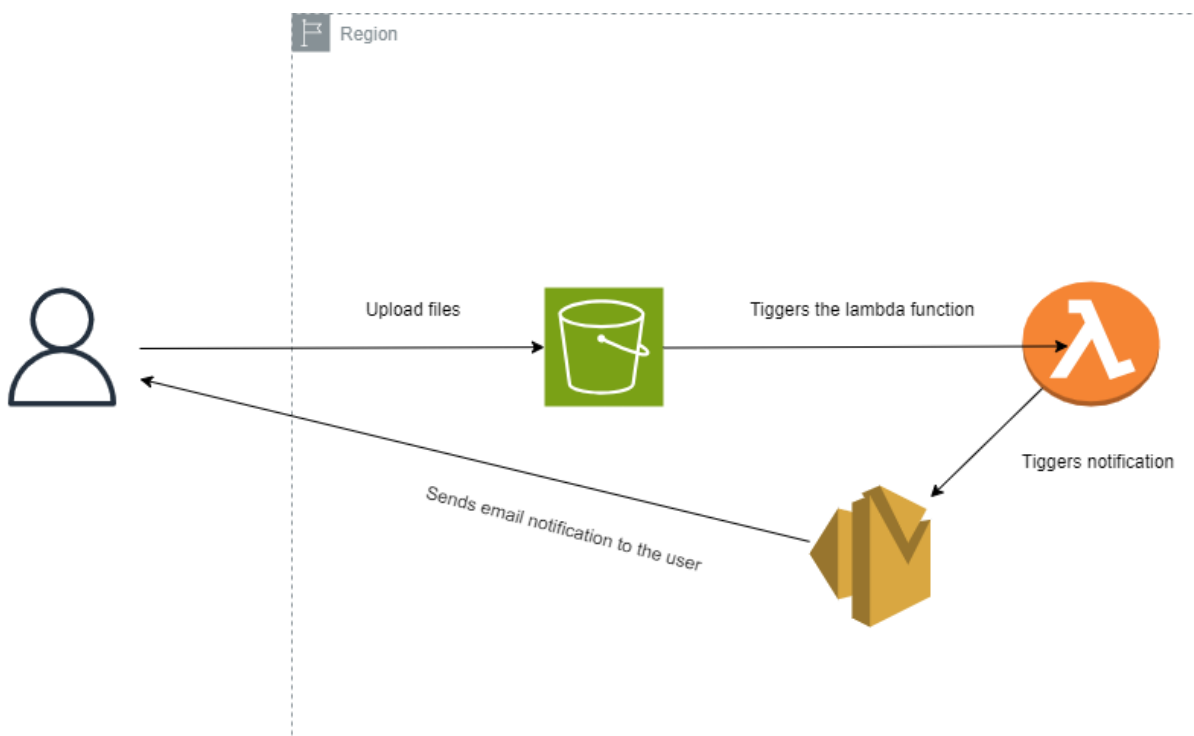 Region
Upload files
Tiggers the lambda function
Tiggers notification
Sends email notification to the user